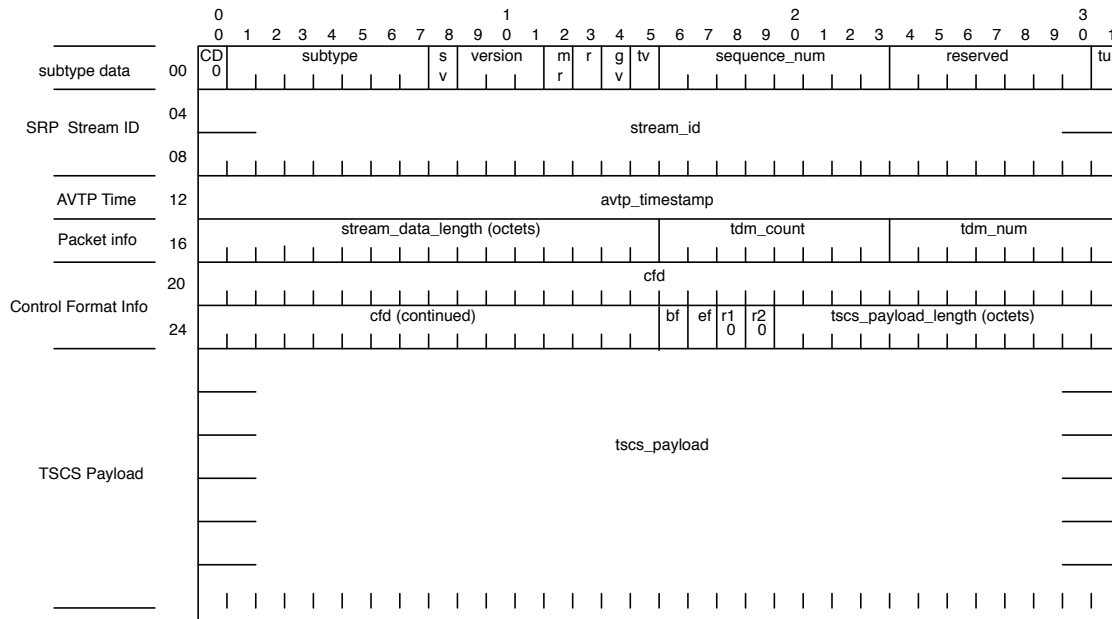 0 1 2 3
0 1 2 3 4 5 6 7 8 9 0 1 2 3 4 5 6 7 8 9 0 1 2 3 4 5 6 7 8 9 0 1
subtype data 00 CD 0 subtype s v version m r r g v tv sequence_num reserved tu
SRP Stream ID 04 stream_id
08
AVTP Time 12 avtp_timestamp
Packet info 16 stream_data_length (octets) tdm_count tdm_num
Control Format Info 20 cfd
24 cfd (continued) bf ef r1 0 r2 0 tscs_payload_length (octets)
TSCS Payload tscs_payload